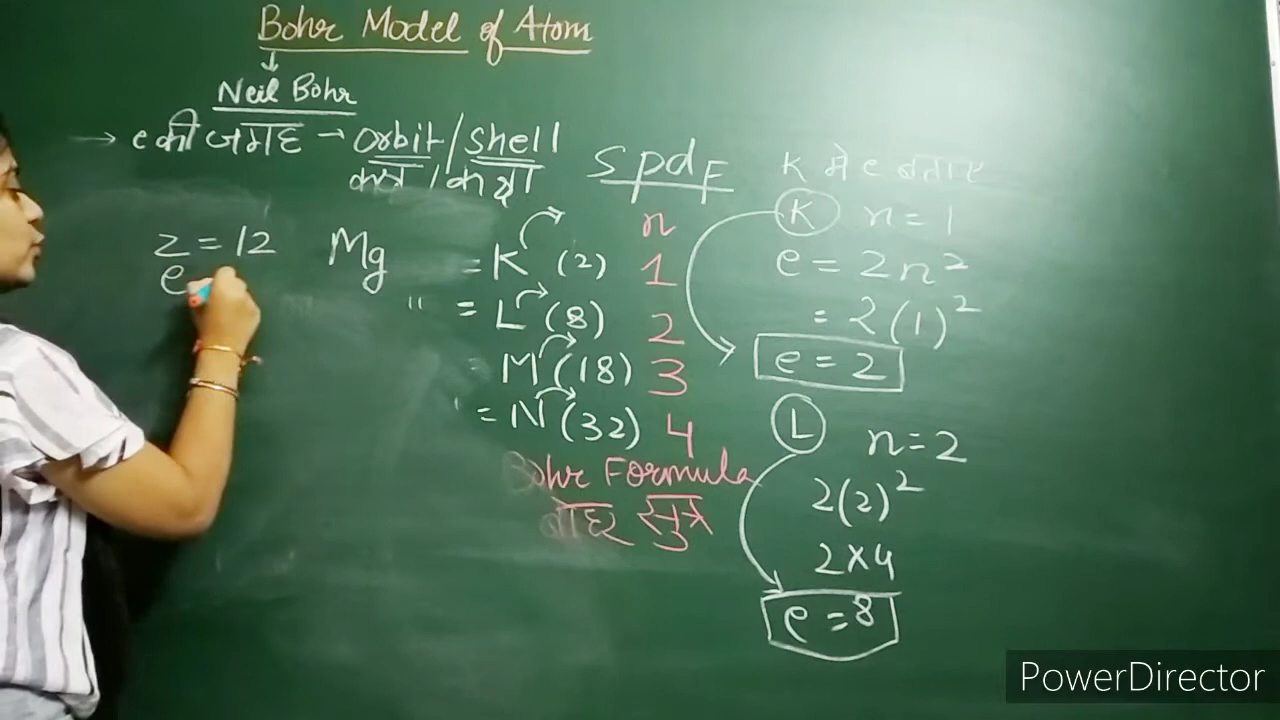 Bohr Model of Atom
↓
Neil Bohr
→ e की जगह → orbit/shell
कक्ष / कक्षा
s p d F
K मे e बताए
Z = 12 Mg
e
n
= K (2) 1
" = L (8) 2
M (18) 3
' = N (32) 4
Bohr Formula
बोहर सूत्र
K n = 1
e = 2n²
= 2(1)²
e = 2
L n = 2
2(2)²
2×4
e = 8
PowerDirector